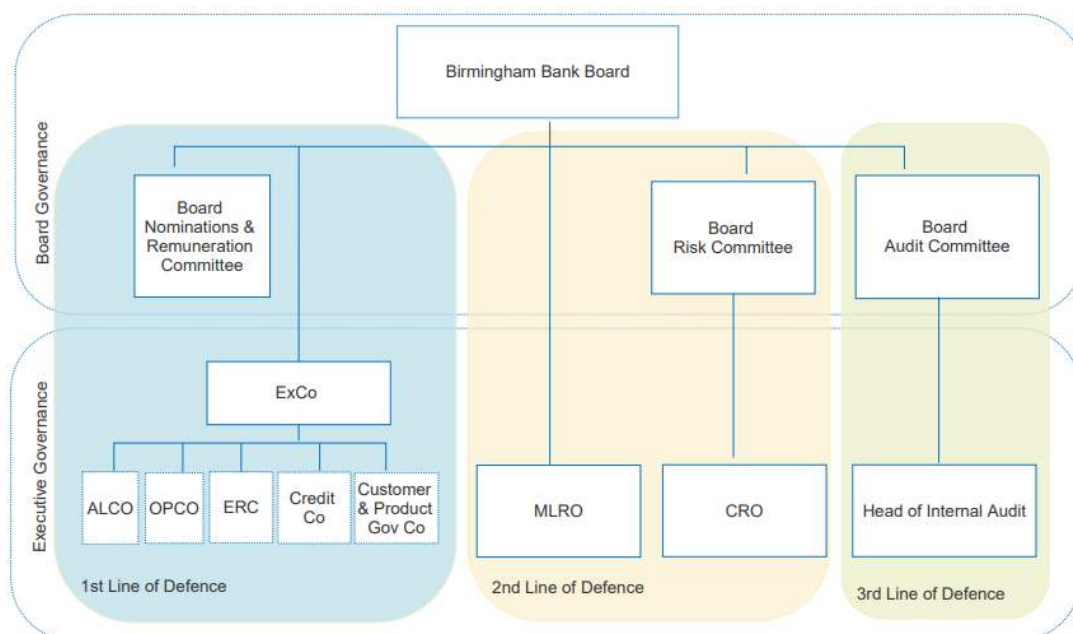 Birmingham Bank Board
Board Governance
Board
Nominations &
Remuneration
Committee
Board
Risk Committee
Board
Audit Committee
Executive Governance
ExCo
ALCO
OPCO
ERC
Credit
Co
Customer
& Product
Gov Co
MLRO
CRO
Head of Internal Audit
1st Line of Defence
2nd Line of Defence
3rd Line of Defence